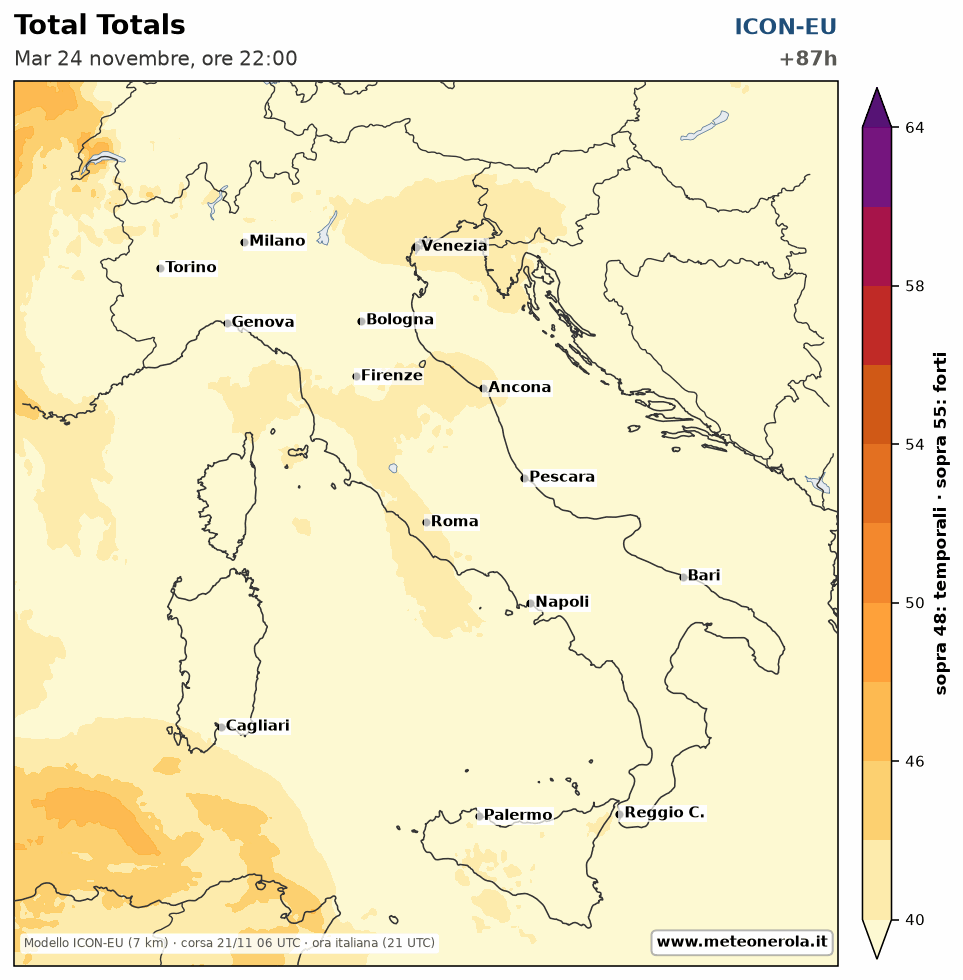 Total Totals
ICON-EU
Mar 24 novembre, ore 22:00
+87h
Milano
Venezia
Torino
Genova
Bologna
Firenze
Ancona
Pescara
Roma
Bari
Napoli
Cagliari
Palermo
Reggio C.
64
58
54
50
46
40
sopra 48: temporali · sopra 55: forti
Modello ICON-EU (7 km) · corsa 21/11 06 UTC · ora italiana (21 UTC)
www.meteonerola.it